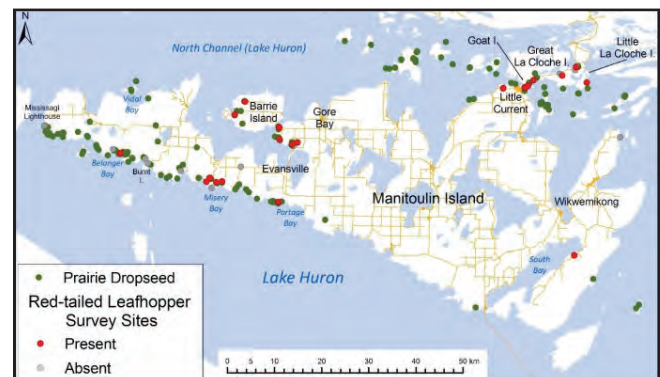 N
North Channel (Lake Huron)
Goat I.
Great
La Cloche I.
Little
La Cloche I.
Mississagi
Lighthouse
Vidal
Bay
Barrie
Island
Gore
Bay
Little
Current
Belanger
Bay
Burnt
I.
Evansville
Misery
Bay
Portage
Bay
Manitoulin Island
Wikwemikong
South
Bay
Lake Huron
Prairie Dropseed
Red-tailed Leafhopper
Survey Sites
Present
Absent
0 10 20 30 40 50 km